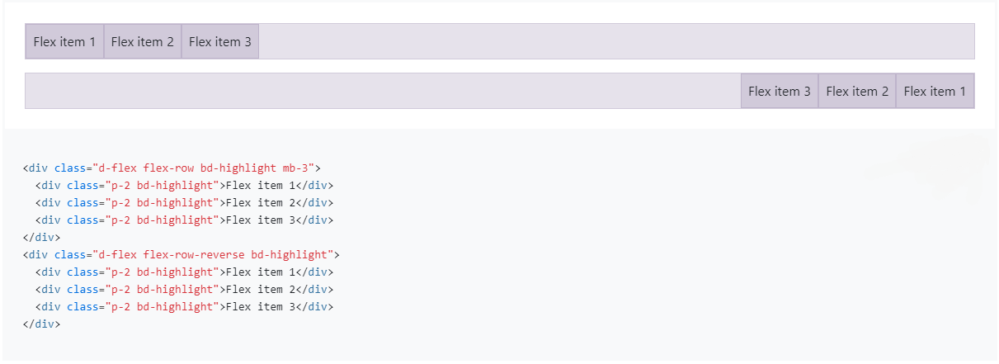 Flex item 1 Flex item 2 Flex item 3
Flex item 3 Flex item 2 Flex item 1
<div class="d-flex flex-row bd-highlight mb-3">
  <div class="p-2 bd-highlight">Flex item 1</div>
  <div class="p-2 bd-highlight">Flex item 2</div>
  <div class="p-2 bd-highlight">Flex item 3</div>
</div>
<div class="d-flex flex-row-reverse bd-highlight">
  <div class="p-2 bd-highlight">Flex item 1</div>
  <div class="p-2 bd-highlight">Flex item 2</div>
  <div class="p-2 bd-highlight">Flex item 3</div>
</div>